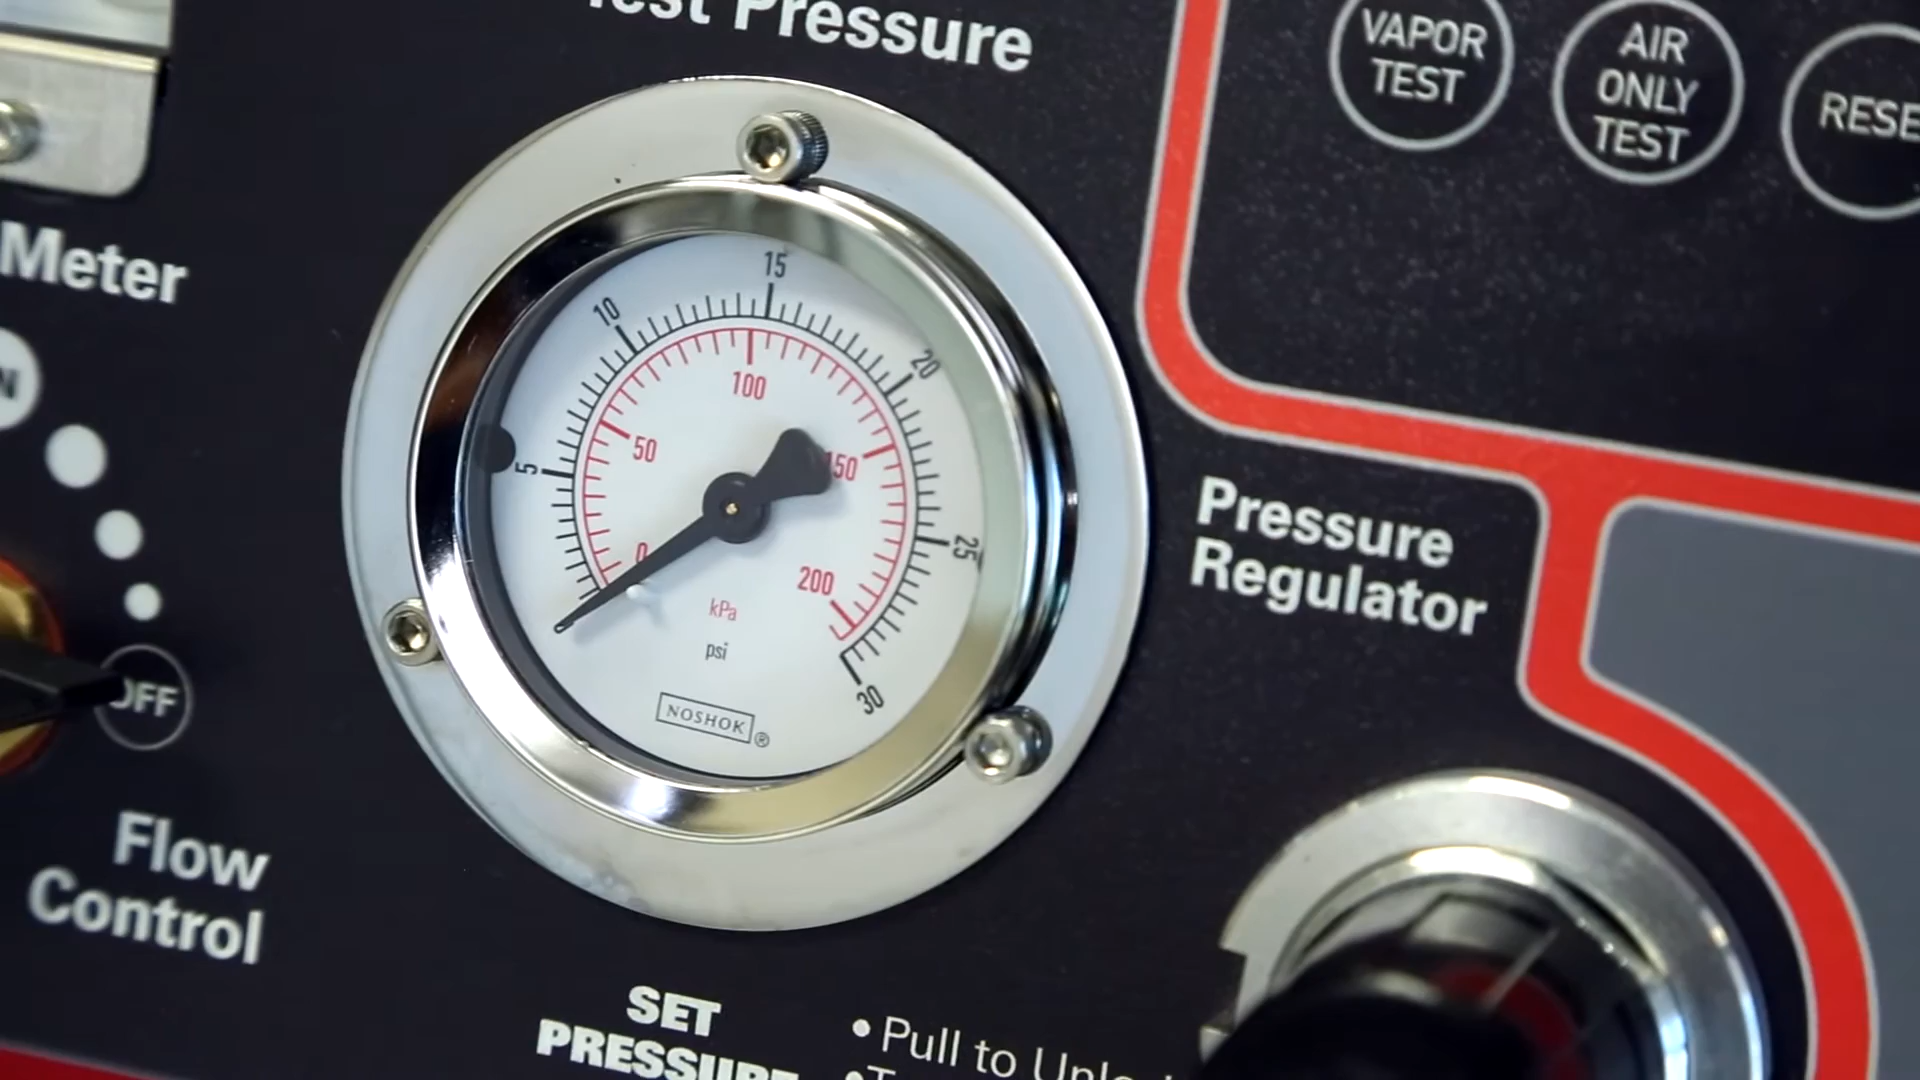 Pressure
VAPOR
TEST
AIR
ONLY
TEST
Meter
15
10
20
100
50
150
5
0
25
200
kPa
psi
30
NOSHOK®
Pressure
Regulator
OFF
Flow
Control
SET
PRESSURE
• Pull to